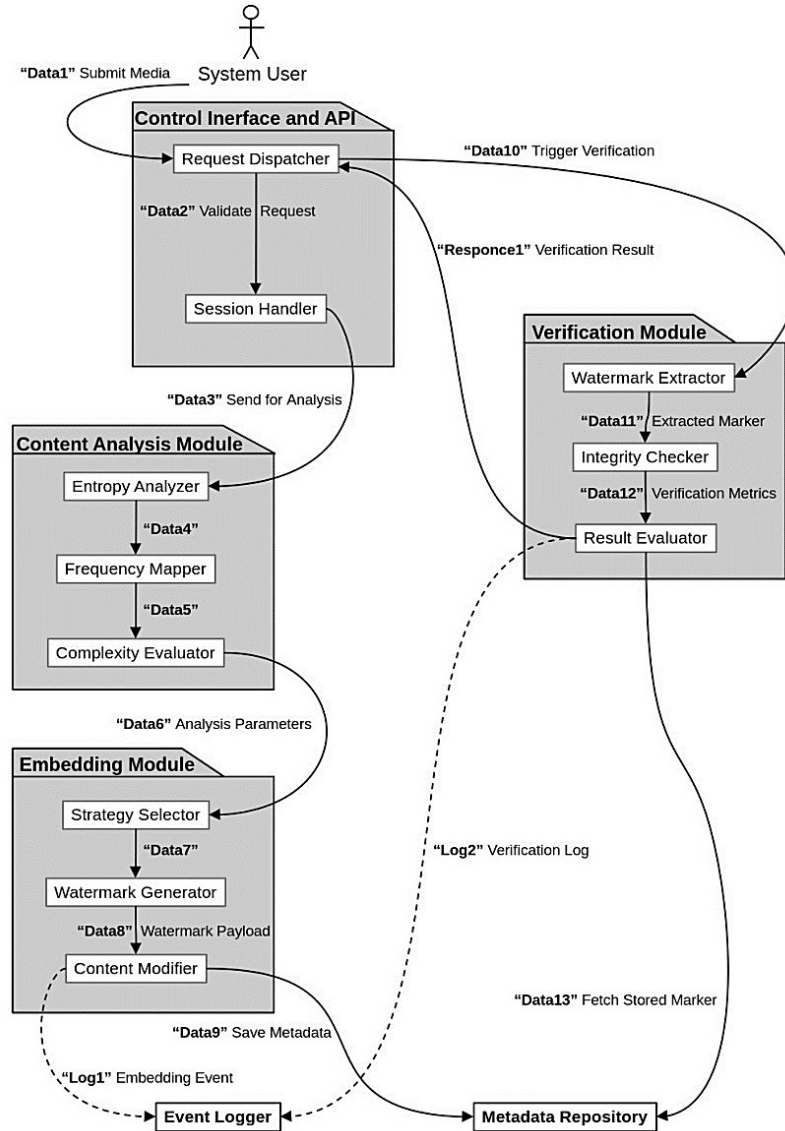 System User
“Data1” Submit Media
Control Inerface and API
Request Dispatcher
“Data10” Trigger Verification
“Data2” Validate Request
“Responce1” Verification Result
Session Handler
Verification Module
Watermark Extractor
“Data3” Send for Analysis
“Data11” Extracted Marker
Content Analysis Module
Integrity Checker
Entropy Analyzer
“Data12” Verification Metrics
“Data4”
Result Evaluator
Frequency Mapper
“Data5”
Complexity Evaluator
“Data6” Analysis Parameters
Embedding Module
Strategy Selector
“Data7”
“Log2” Verification Log
Watermark Generator
“Data8” Watermark Payload
Content Modifier
“Data13” Fetch Stored Marker
“Data9” Save Metadata
“Log1” Embedding Event
Event Logger
Metadata Repository